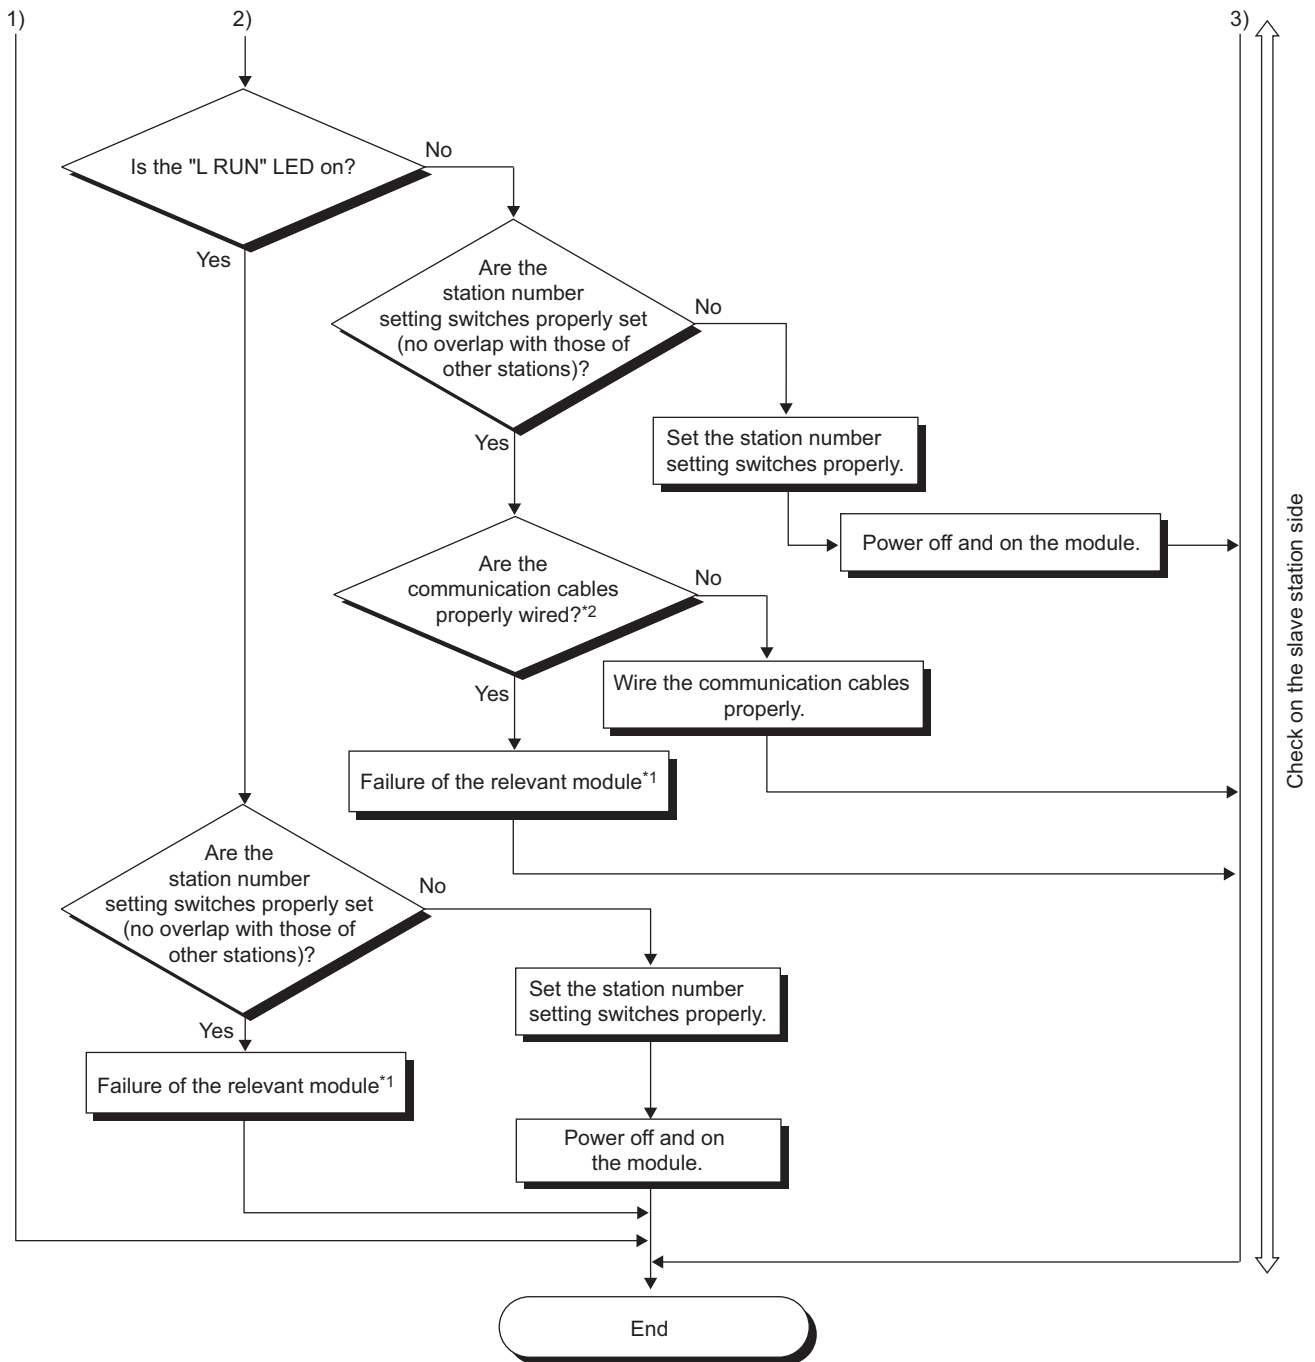 1)
2)
3)
Is the "L RUN" LED on?
No
Yes
Are the
station number
setting switches properly set
(no overlap with those of
other stations)?
No
Yes
Set the station number
setting switches properly.
Power off and on the module.
Are the
communication cables
properly wired?*2
No
Yes
Wire the communication cables
properly.
Failure of the relevant module*1
Are the
station number
setting switches properly set
(no overlap with those of
other stations)?
No
Yes
Set the station number
setting switches properly.
Failure of the relevant module*1
Power off and on
the module.
End
Check on the slave station side